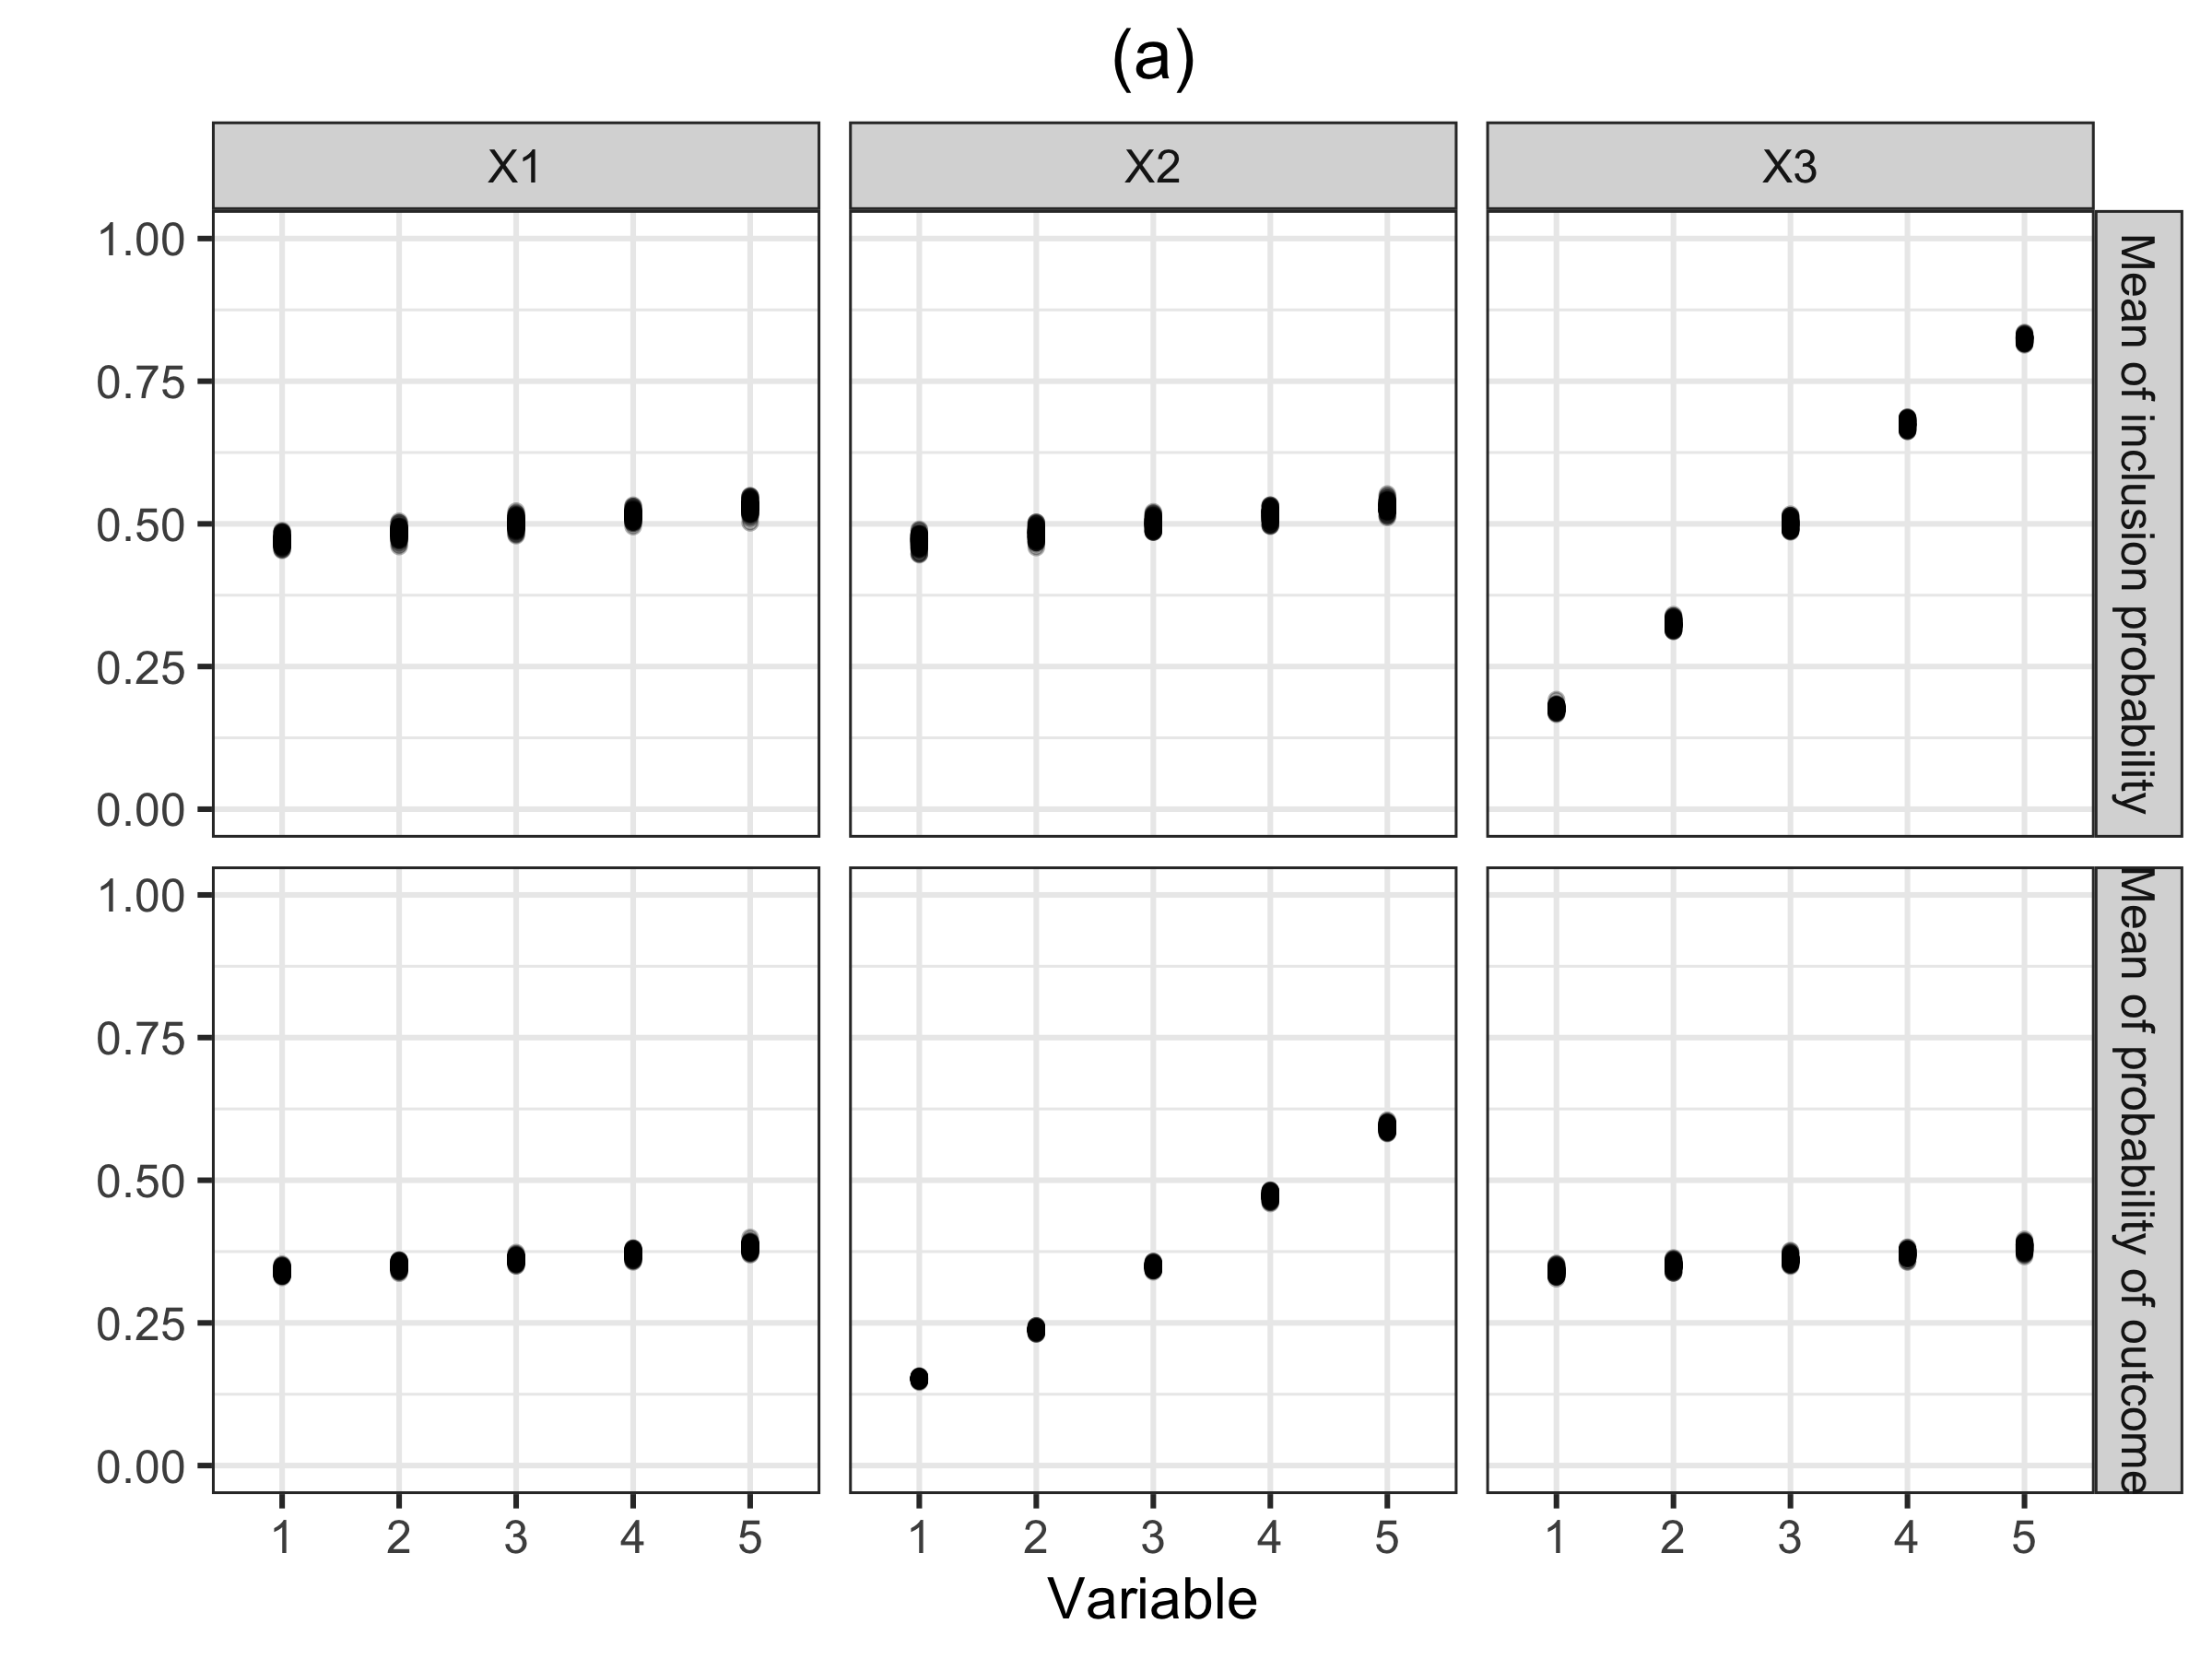 (a)
X1 X2 X3
1.00
0.75
0.50
0.25
0.00
Mean of inclusion probability
1.00
0.75
0.50
0.25
0.00
Mean of probability of outcome
1 2 3 4 5 1 2 3 4 5 1 2 3 4 5
Variable